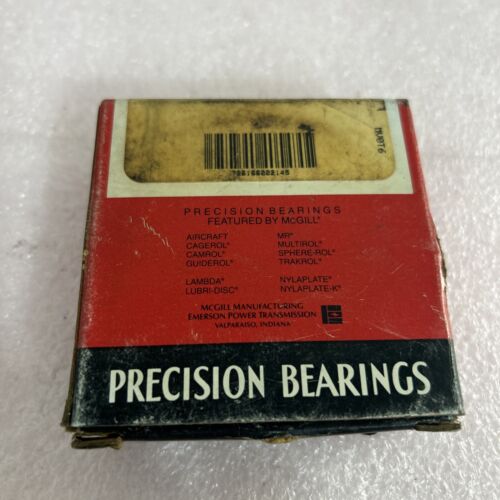 PRECISION BEARINGS
FEATURED BY McGILL®
AIRCRAFT MR®
CAGEROL® MULTIROL®
CAMROL® SPHERE-ROL®
GUIDEROL® TRAKROL®
LAMBDA® NYLAPLATE®
LUBRI-DISC® NYLAPLATE-K®
McGILL MANUFACTURING
EMERSON POWER TRANSMISSION
VALPARAISO, INDIANA
PRECISION BEARINGS